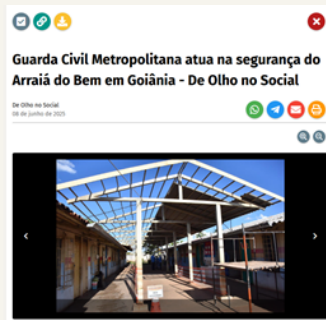 Guarda Civil Metropolitana atua na segurança do
Arraiá do Bem em Goiânia - De Olho no Social
De Olho no Social
08 de junho de 2025